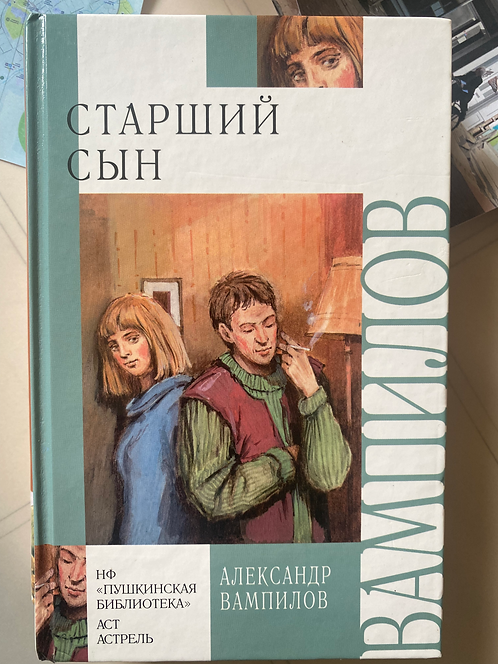 СТАРШИЙ
СЫН
ВАМПИЛОВ
НФ
«ПУШКИНСКАЯ
БИБЛИОТЕКА»
АСТ
АСТРЕЛЬ
АЛЕКСАНДР
ВАМПИЛОВ